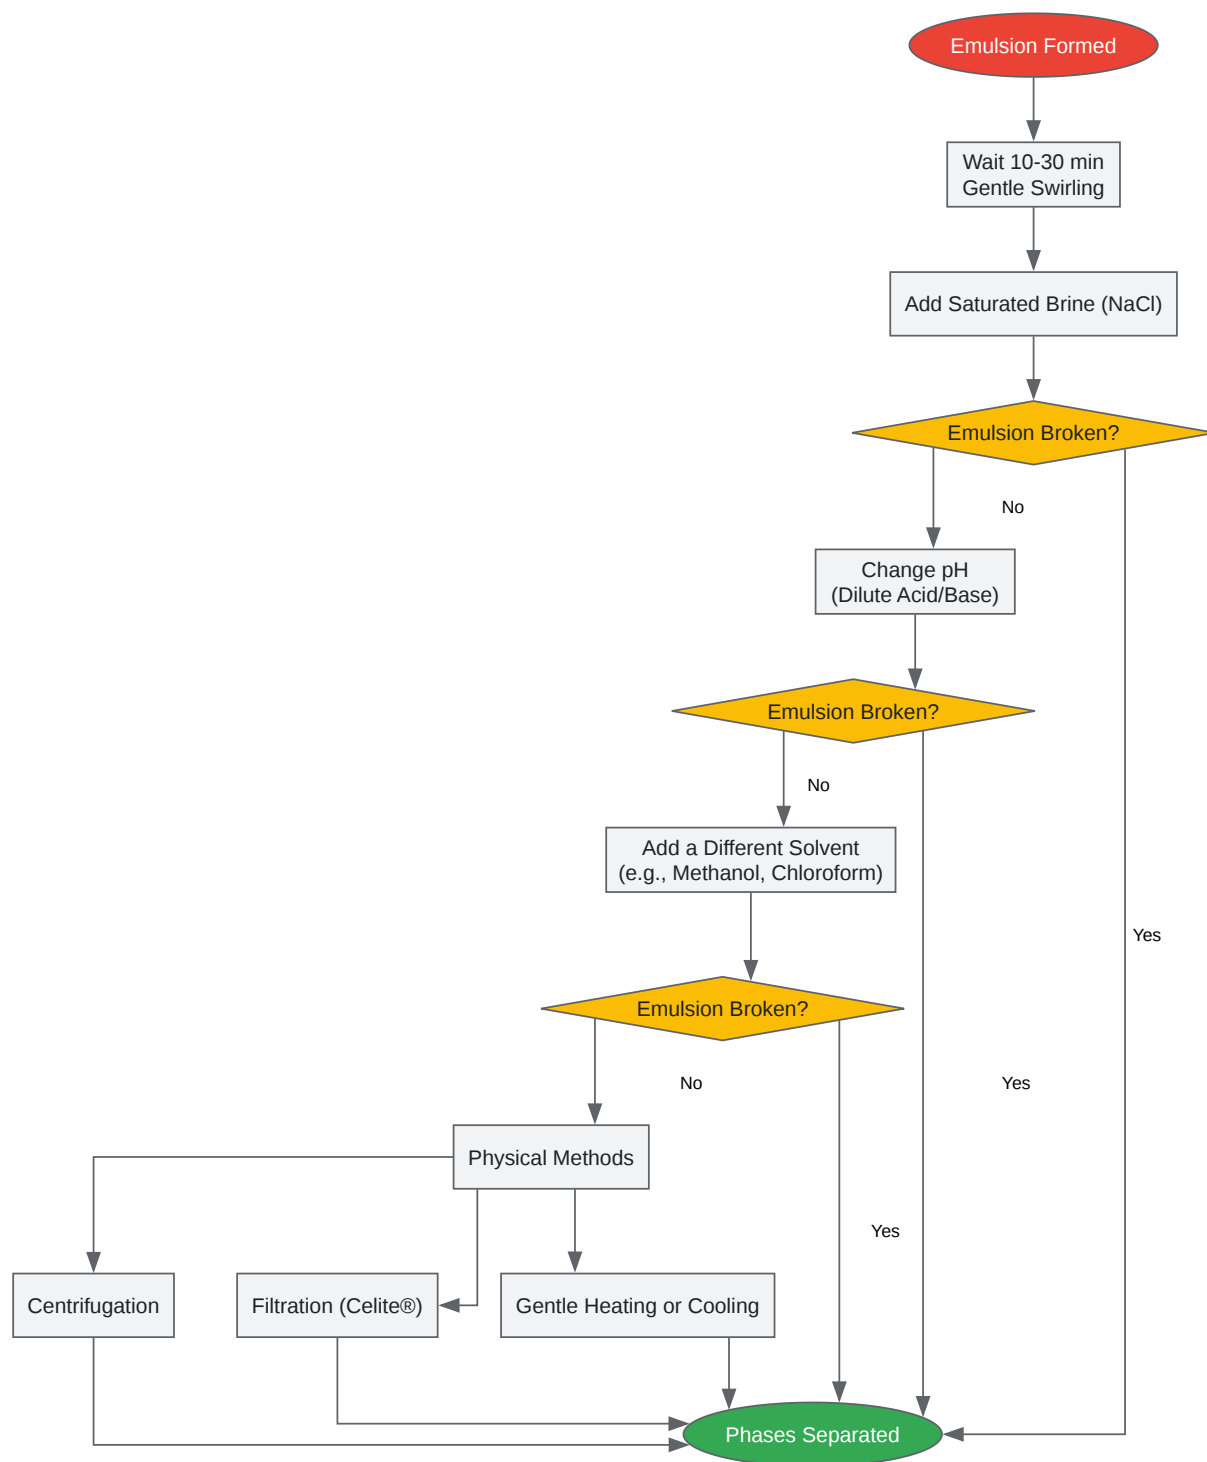 Emulsion Formed
Wait 10-30 min
Gentle Swirling
Add Saturated Brine (NaCl)
Emulsion Broken?
No
Change pH
(Dilute Acid/Base)
Emulsion Broken?
No
Add a Different Solvent
(e.g., Methanol, Chloroform)
Yes
Emulsion Broken?
No
Yes
Physical Methods
Yes
Centrifugation
Filtration (Celite®)
Gentle Heating or Cooling
Phases Separated